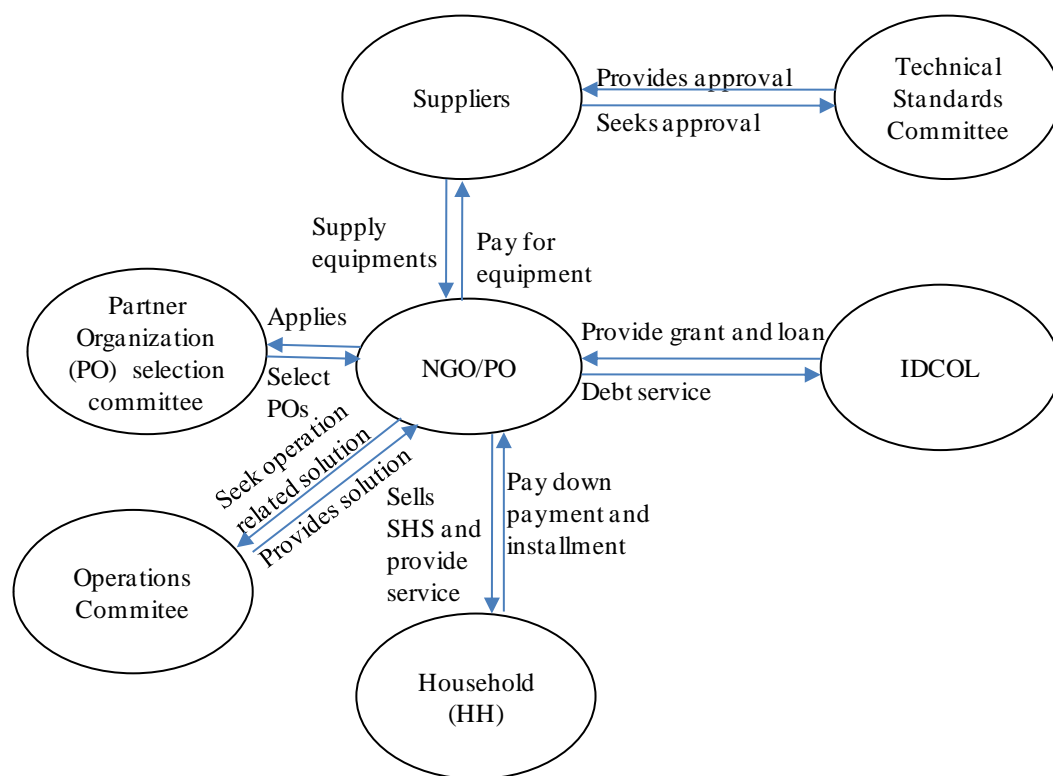 Suppliers
Provides approval
Seeks approval
Technical
Standards
Committee
Supply
equipments
Pay for
equipment
Partner
Organization
(PO) selection
committee
Applies
Select
POs
NGO/PO
Provide grant and loan
Debt service
IDCOL
Seek operation
related solution
Provides solution
Sells
SHS and
provide
service
Pay down
payment and
installment
Operations
Commitee
Household
(HH)